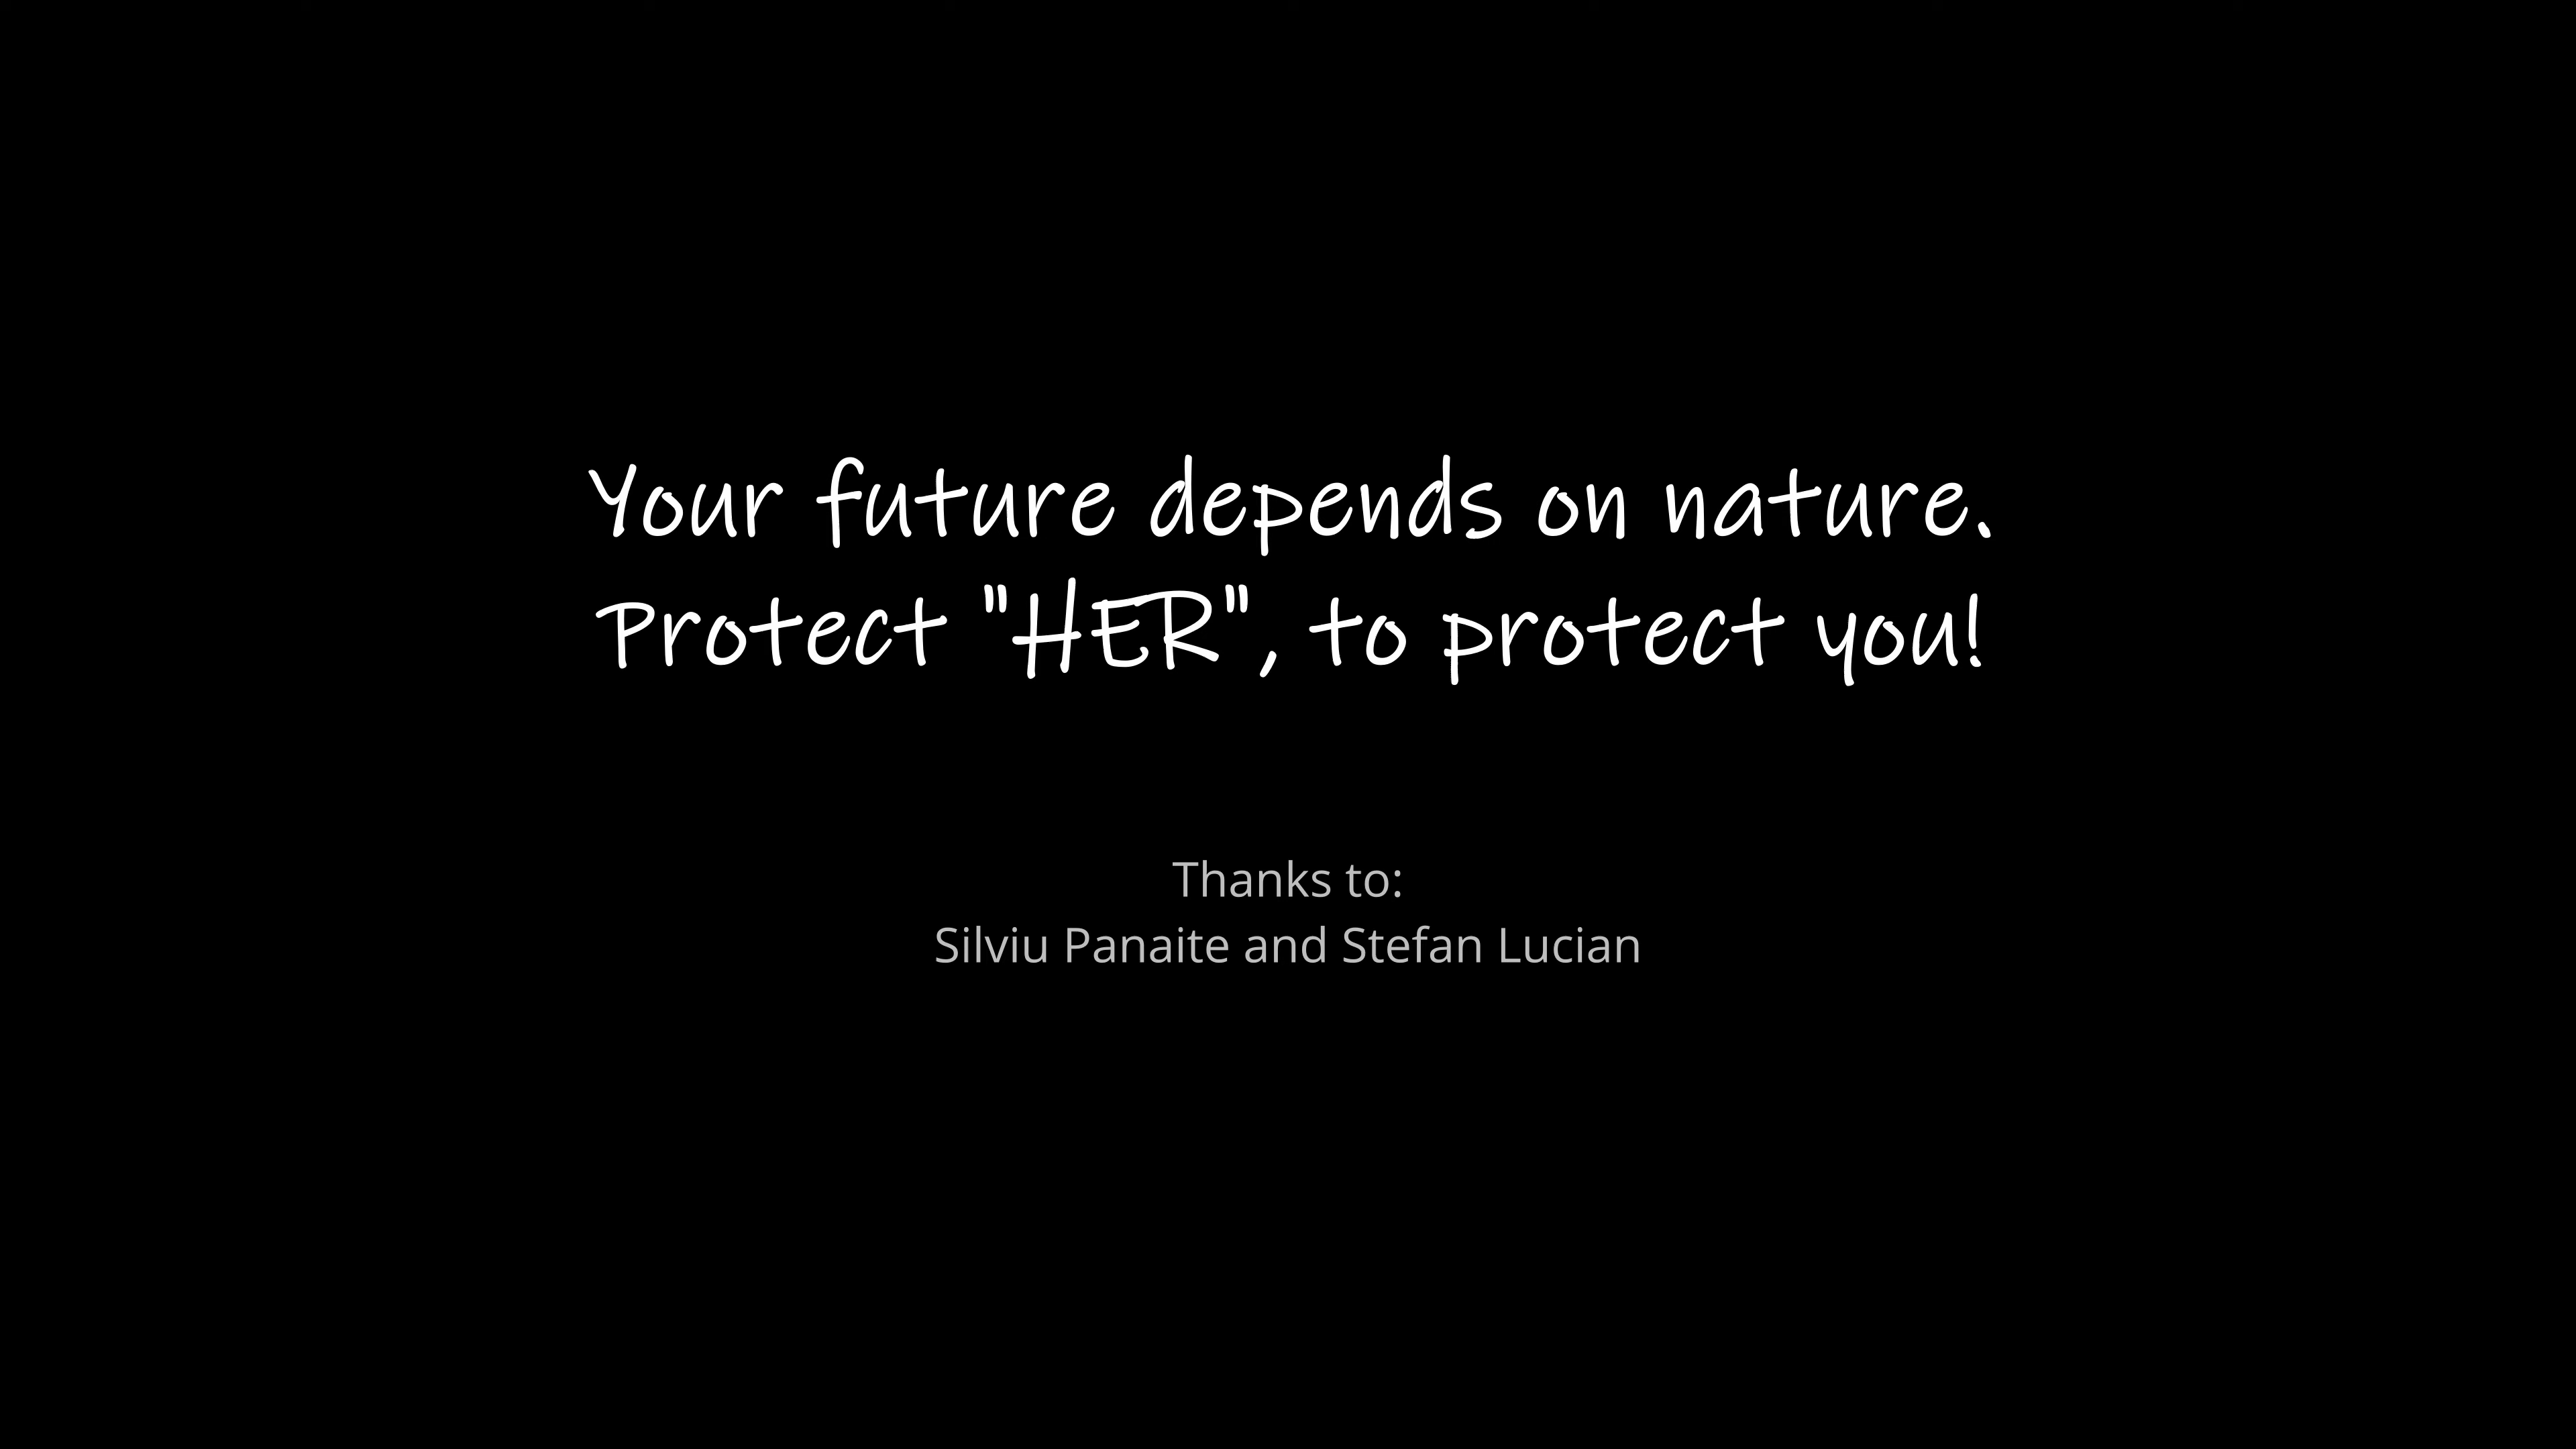 Your future depends on nature.
Protect "HER", to protect you!
Thanks to:
Silviu Panaite and Stefan Lucian